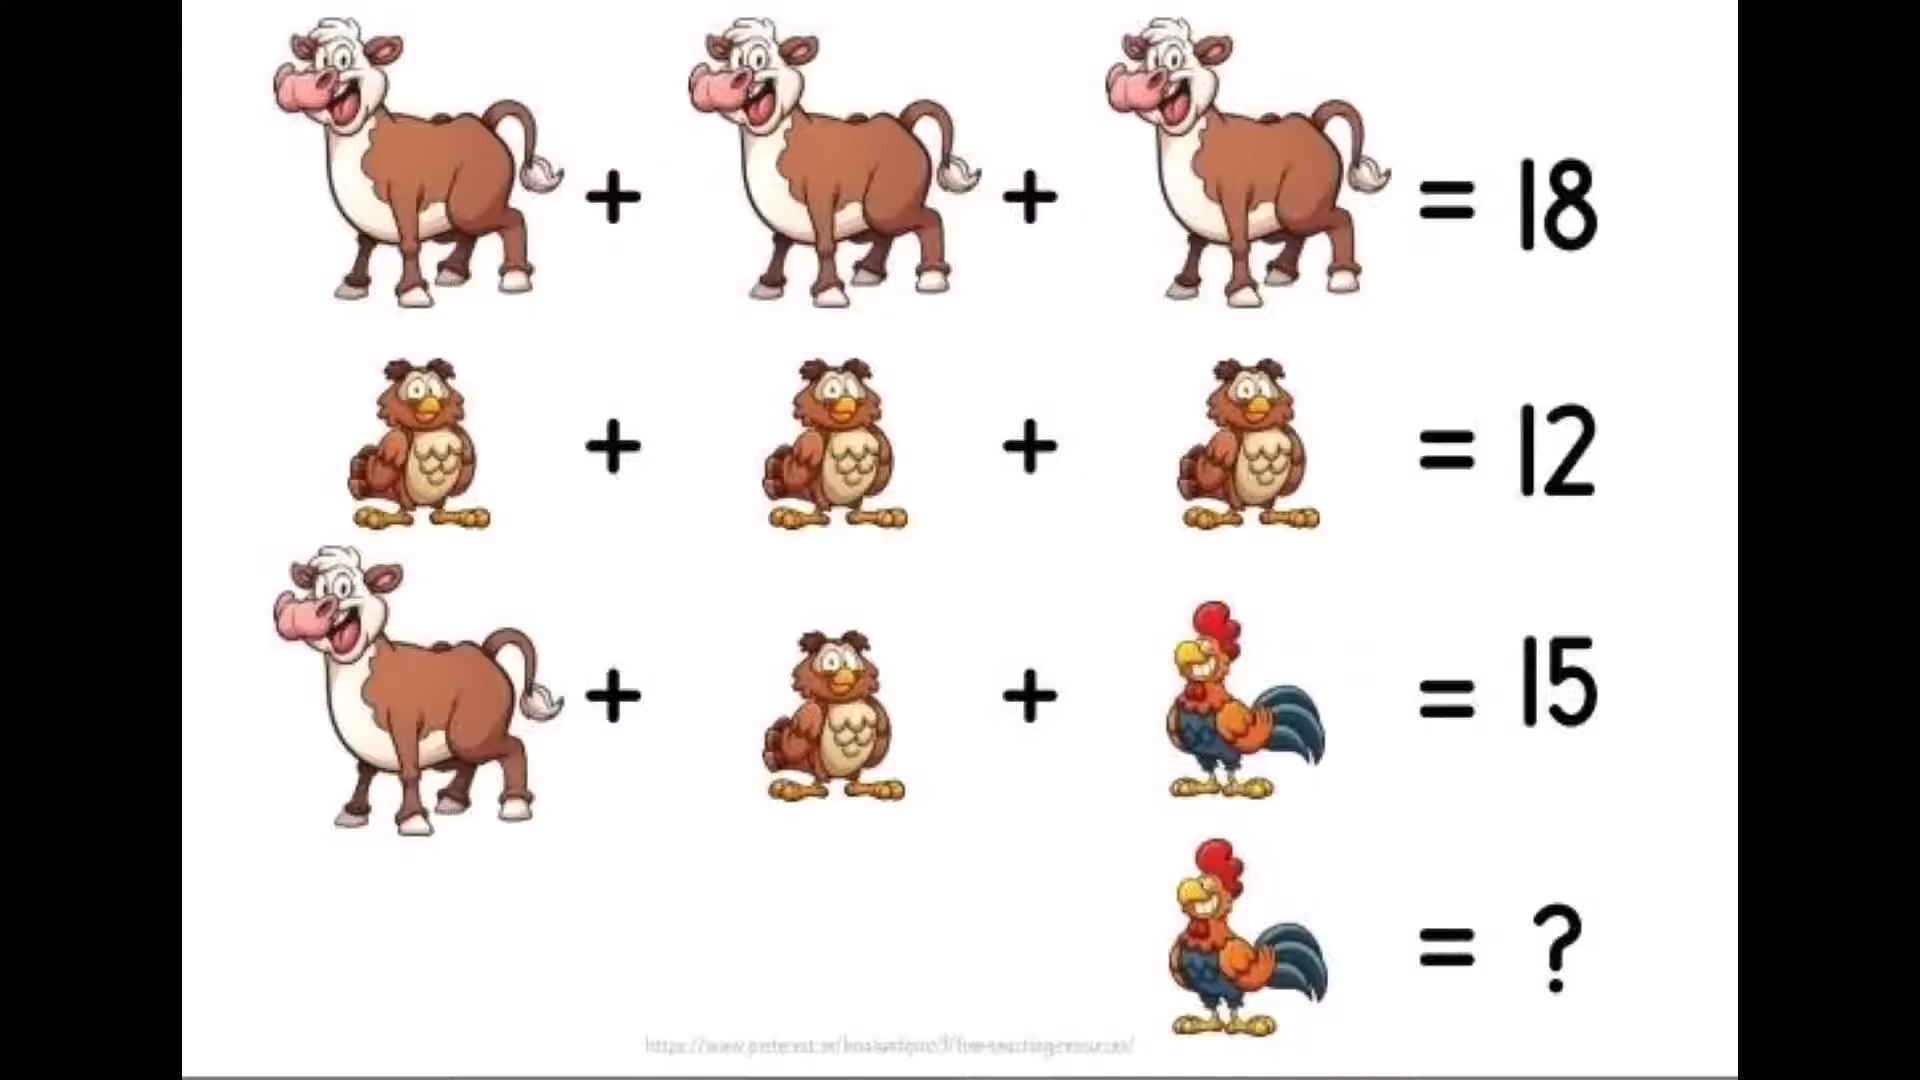 + + = 18
+ + = 12
+ + = 15
= ?